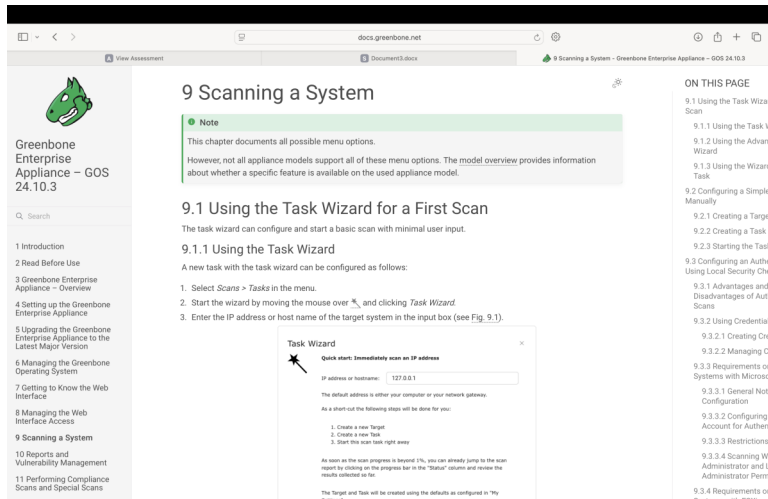 docs.greenbone.net
View Assessment
Document3.docx
9 Scanning a System – Greenbone Enterprise Appliance – GOS 24.10.3
Greenbone
Enterprise
Appliance – GOS
24.10.3
Search
1 Introduction
2 Read Before Use
3 Greenbone Enterprise
Appliance – Overview
4 Setting up the Greenbone
Enterprise Appliance
5 Upgrading the Greenbone
Enterprise Appliance to the
Latest Major Version
6 Managing the Greenbone
Operating System
7 Getting to Know the Web
Interface
8 Managing the Web
Interface Access
9 Scanning a System
10 Reports and
Vulnerability Management
11 Performing Compliance
Scans and Special Scans
9 Scanning a System
Note
This chapter documents all possible menu options.
However, not all appliance models support all of these menu options. The model overview provides information
about whether a specific feature is available on the used appliance model.
9.1 Using the Task Wizard for a First Scan
The task wizard can configure and start a basic scan with minimal user input.
9.1.1 Using the Task Wizard
A new task with the task wizard can be configured as follows:
1. Select Scans > Tasks in the menu.
2. Start the wizard by moving the mouse over and clicking Task Wizard.
3. Enter the IP address or host name of the target system in the input box (see Fig. 9.1).
Task Wizard
Quick start: Immediately scan an IP address
IP address or hostname: 127.0.0.1
The default address is either your computer or your network gateway.
As a short-cut the following steps will be done for you:
1. Create a new Target
2. Create a new Task
3. Start this scan task right away
As soon as the scan progress is beyond 1%, you can already jump to the scan
report by clicking on the progress bar in the "Status" column and review the
results collected so far.
The Target and Task will be created using the defaults as configured in "My
ON THIS PAGE
9.1 Using the Task Wiza
Scan
9.1.1 Using the Task W
9.1.2 Using the Advan
Wizard
9.1.3 Using the Wizar
Task
9.2 Configuring a Simple
Manually
9.2.1 Creating a Targe
9.2.2 Creating a Task
9.2.3 Starting the Tas
9.3 Configuring an Authe
Using Local Security Che
9.3.1 Advantages and
Disadvantages of Aut
Scans
9.3.2 Using Credential
9.3.2.1 Creating Cre
9.3.2.2 Managing C
9.3.3 Requirements o
Systems with Microso
9.3.3.1 General Not
Configuration
9.3.3.2 Configuring
Account for Authen
9.3.3.3 Restrictions
9.3.3.4 Scanning W
Administrator and L
Administrator Perm
9.3.4 Requirements o